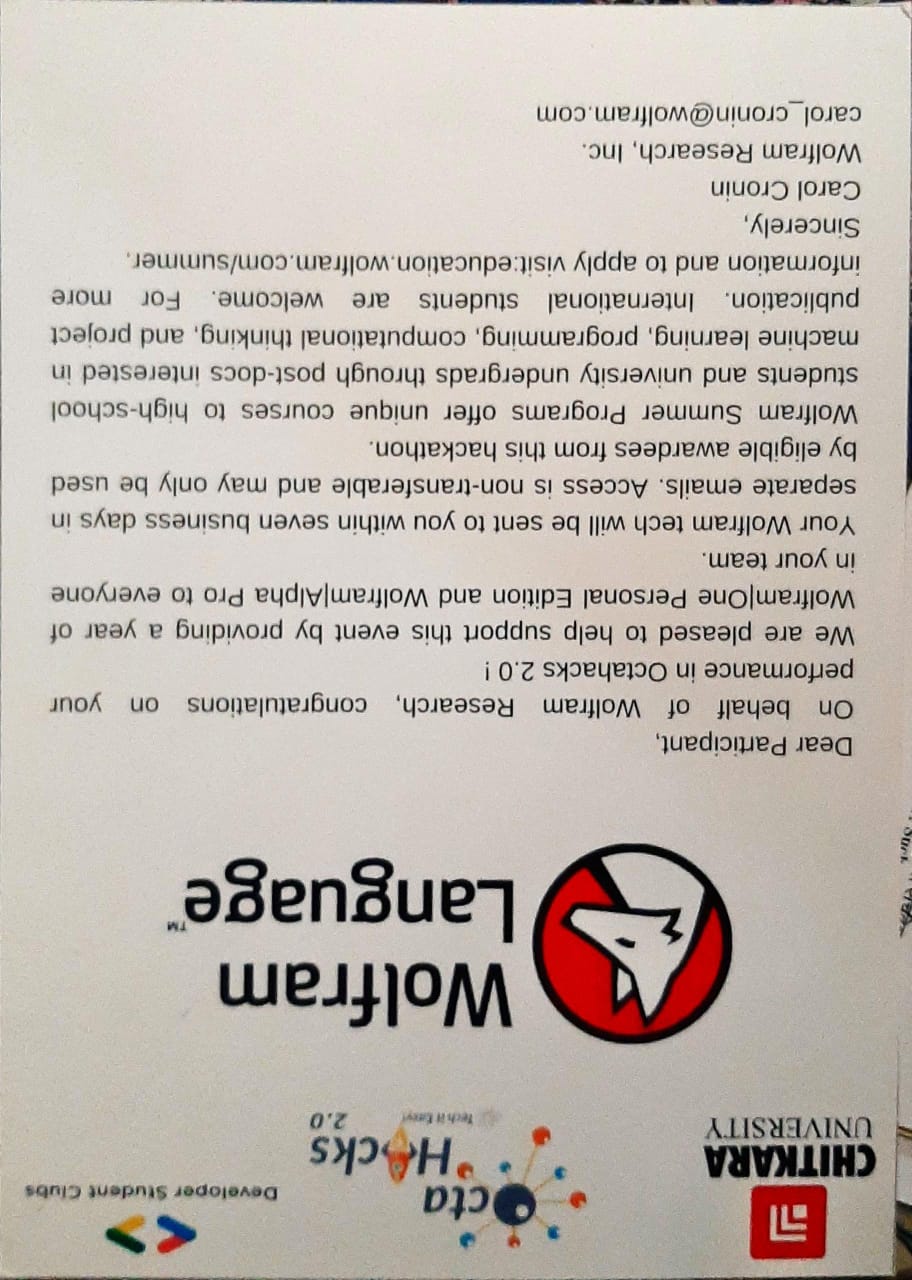 CHITKARA
UNIVERSITY
Octa
Hacks
2.0
Tech it Easy!
Developer Student Clubs
Wolfram
Language™
Dear Participant,
On behalf of Wolfram Research, congratulations on your
performance in Octahacks 2.0 !
We are pleased to help support this event by providing a year of
Wolfram|One Personal Edition and Wolfram|Alpha Pro to everyone
in your team.
Your Wolfram tech will be sent to you within seven business days in
separate emails. Access is non-transferable and may only be used
by eligible awardees from this hackathon.
Wolfram Summer Programs offer unique courses to high-school
students and university undergrads through post-docs interested in
machine learning, programming, computational thinking, and project
publication. International students are welcome. For more
information and to apply visit:education.wolfram.com/summer.
Sincerely,
Carol Cronin
Wolfram Research, Inc.
carol_cronin@wolfram.com